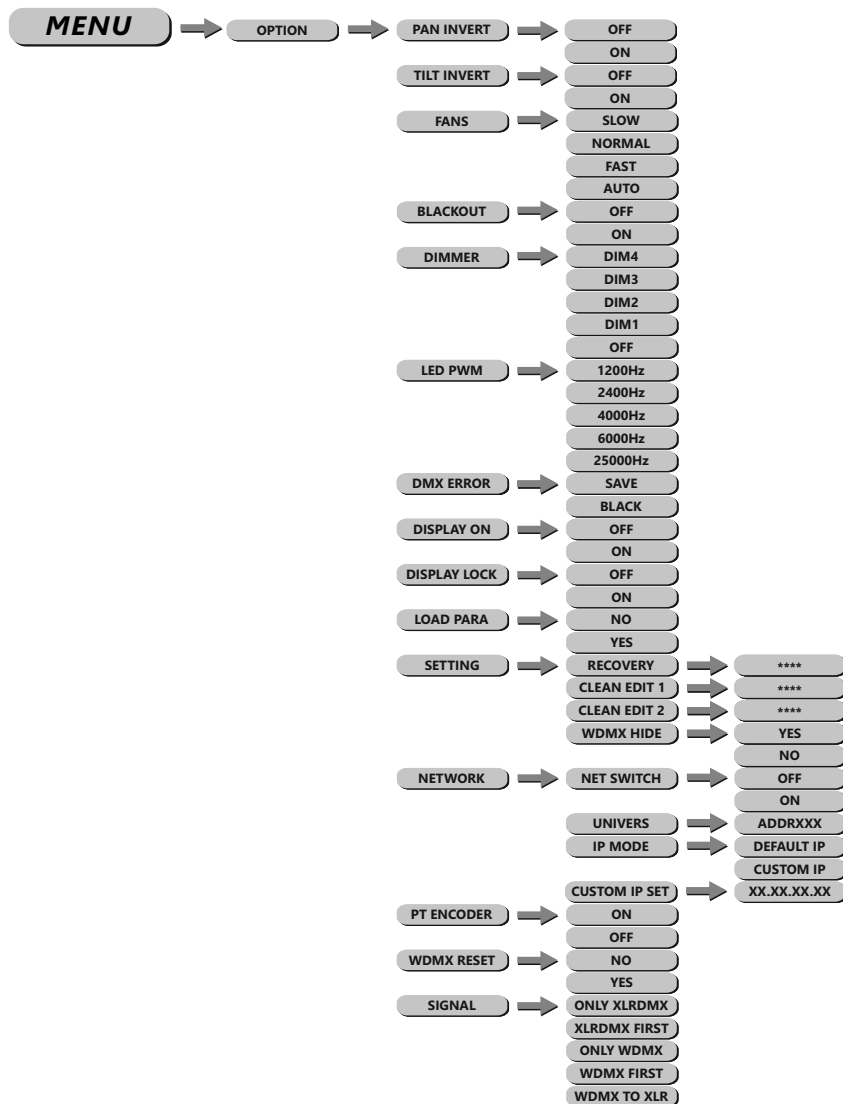 MENU OPTION PAN INVERT OFF
ON
TILT INVERT OFF
ON
FANS SLOW
NORMAL
FAST
AUTO
BLACKOUT OFF
ON
DIMMER DIM4
DIM3
DIM2
DIM1
OFF
LED PWM 1200Hz
2400Hz
4000Hz
6000Hz
25000Hz
DMX ERROR SAVE
BLACK
DISPLAY ON OFF
ON
DISPLAY LOCK OFF
ON
LOAD PARA NO
YES
SETTING RECOVERY ****
CLEAN EDIT 1 ****
CLEAN EDIT 2 ****
WDMX HIDE YES
NO
NETWORK NET SWITCH OFF
ON
UNIVERS ADDRXXX
IP MODE DEFAULT IP
CUSTOM IP
CUSTOM IP SET XX.XX.XX.XX
PT ENCODER ON
OFF
WDMX RESET NO
YES
SIGNAL ONLY XLRDMX
XLRDMX FIRST
ONLY WDMX
WDMX FIRST
WDMX TO XLR